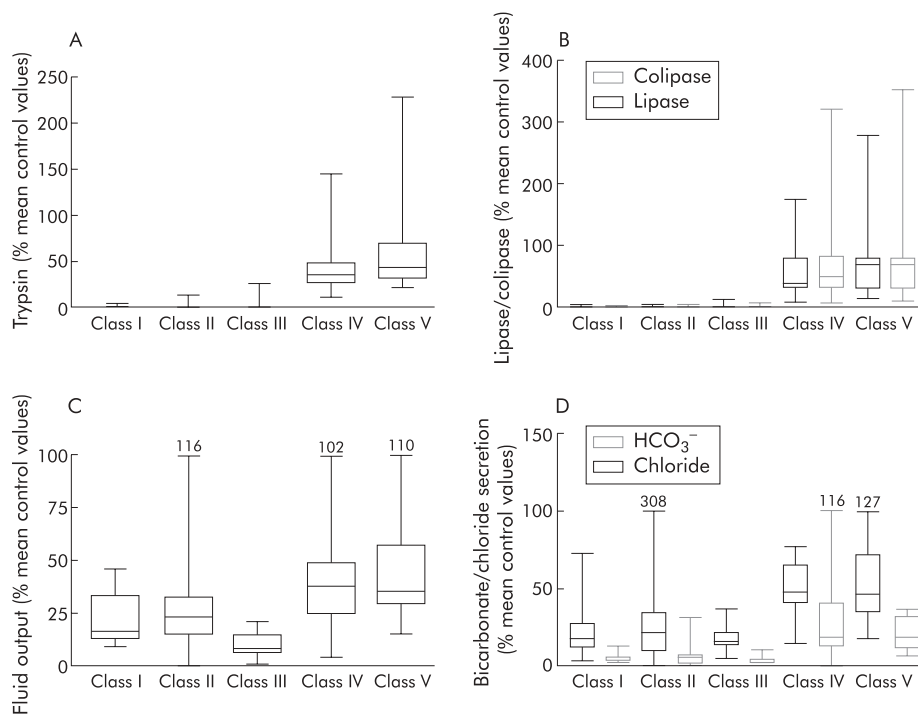 A
Trypsin (% mean control values)
250
200
150
100
50
0
Class I Class II Class III Class IV Class V
B
Lipase/colipase (% mean control values)
400
300
200
100
0
Colipase
Lipase
Class I Class II Class III Class IV Class V
C
Fluid output (% mean control values)
100
75
50
25
0
116
102
110
Class I Class II Class III Class IV Class V
D
Bicarbonate/chloride secretion
(% mean control values)
150
100
50
0
HCO₃⁻
Chloride
308
116
127
Class I Class II Class III Class IV Class V